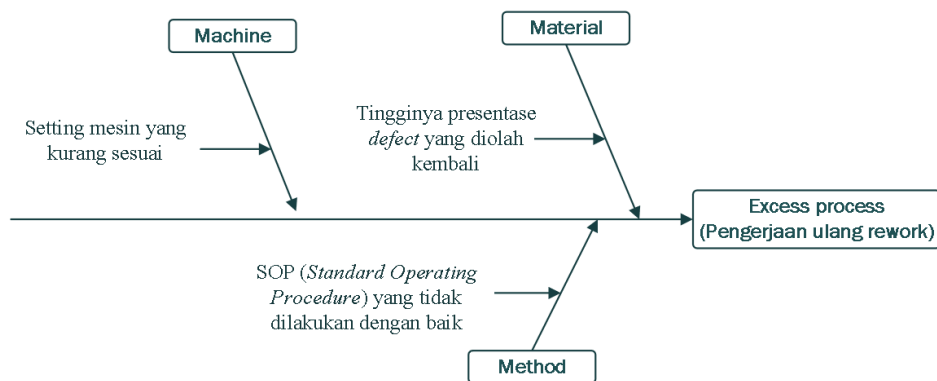 Machine
Material
Setting mesin yang
kurang sesuai
Tingginya presentase
defect yang diolah
kembali
Excess process
(Pengerjaan ulang rework)
SOP (Standard Operating
Procedure) yang tidak
dilakukan dengan baik
Method